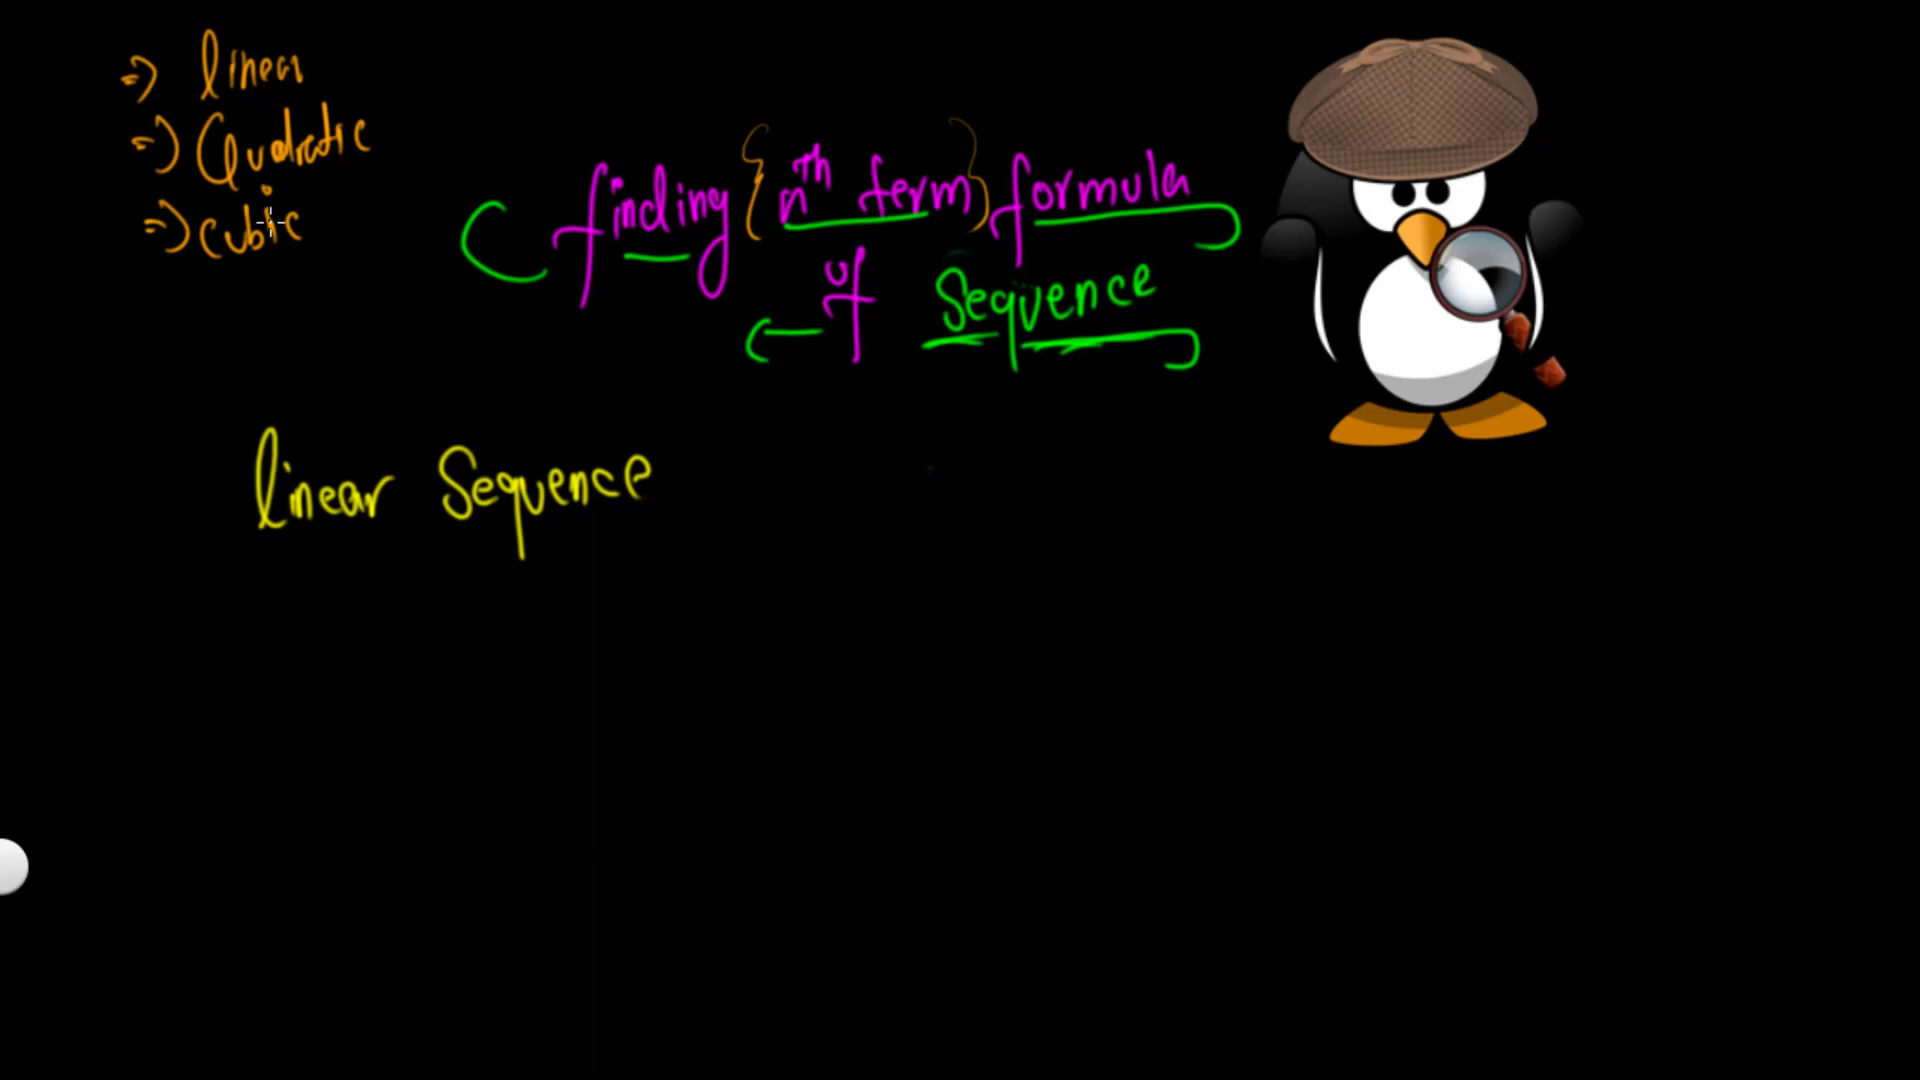 ⇒ linear
⇒ Quadratic
⇒ cubic
finding {nth term} formula
of Sequence
linear Sequence